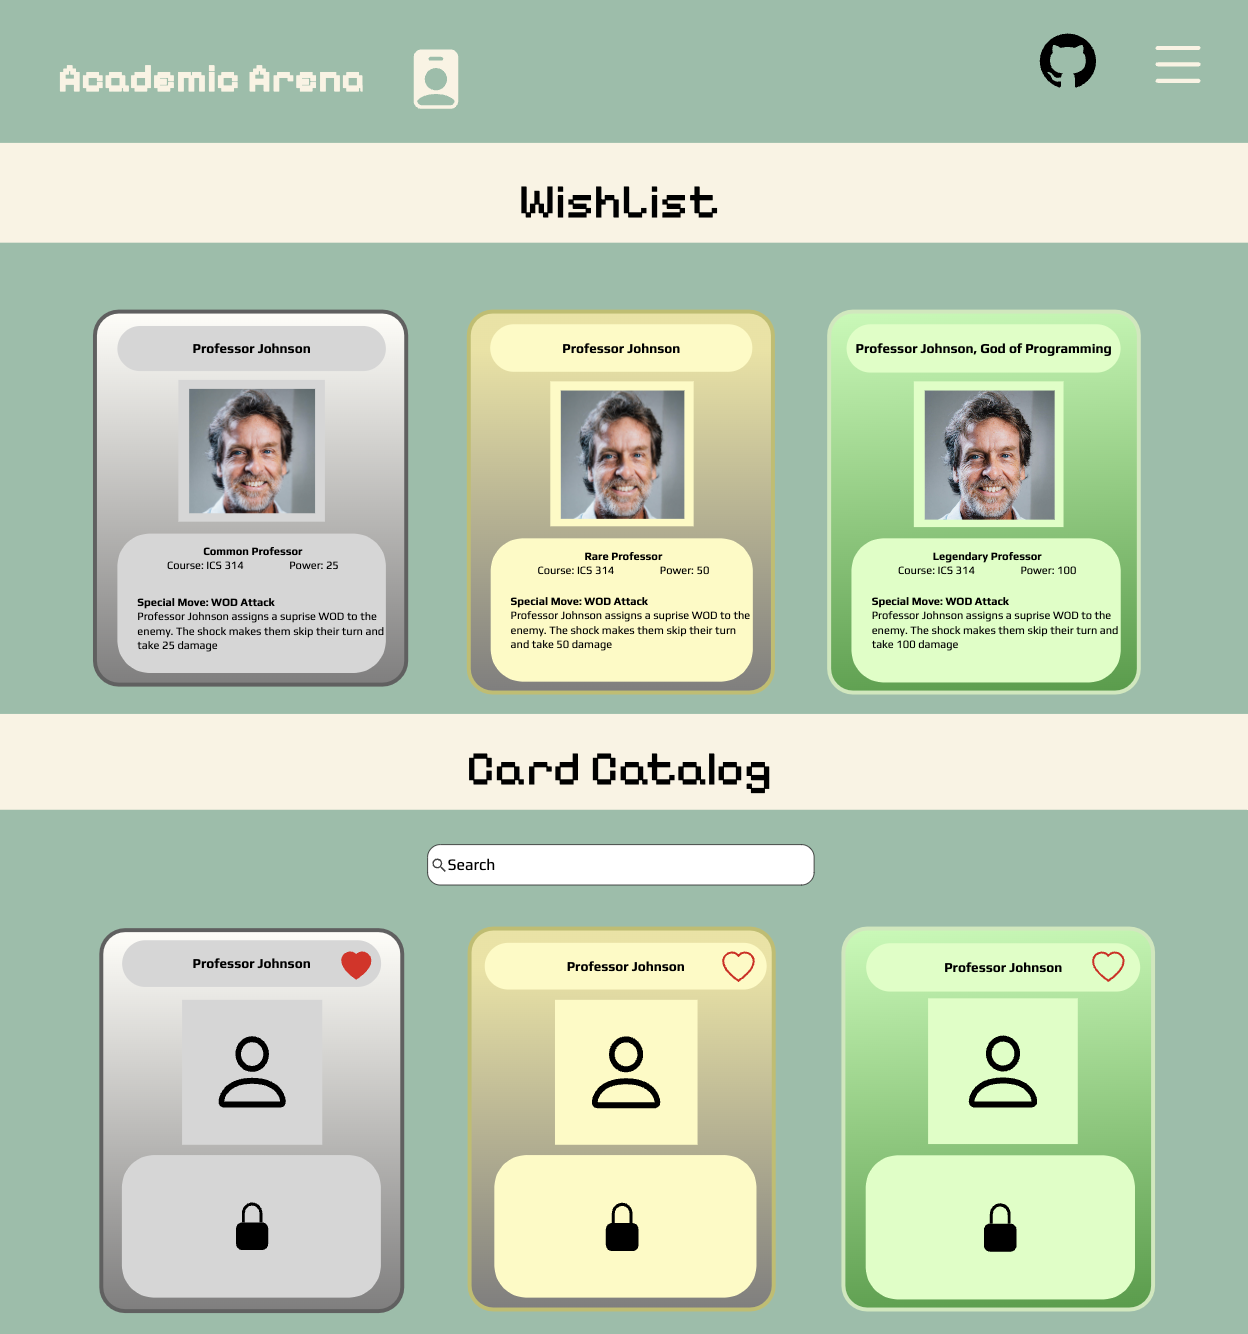 Academic Arena
WishList
Professor Johnson
Common Professor
Course: ICS 314 Power: 25
Special Move: WOD Attack
Professor Johnson assigns a suprise WOD to the
enemy. The shock makes them skip their turn and
take 25 damage
Professor Johnson
Rare Professor
Course: ICS 314 Power: 50
Special Move: WOD Attack
Professor Johnson assigns a suprise WOD to the
enemy. The shock makes them skip their turn
and take 50 damage
Professor Johnson, God of Programming
Legendary Professor
Course: ICS 314 Power: 100
Special Move: WOD Attack
Professor Johnson assigns a suprise WOD to the
enemy. The shock makes them skip their turn and
take 100 damage
Card Catalog
Search
Professor Johnson
Professor Johnson
Professor Johnson